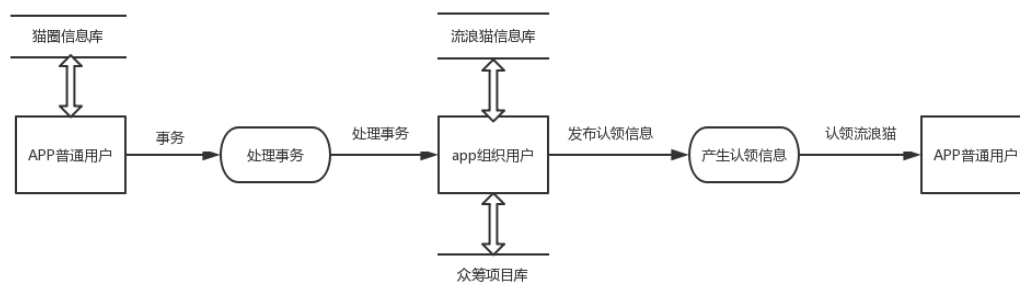 猫圈信息库
流浪猫信息库
事务
处理事务
发布认领信息
认领流浪猫
APP普通用户
处理事务
app组织用户
产生认领信息
APP普通用户
众筹项目库